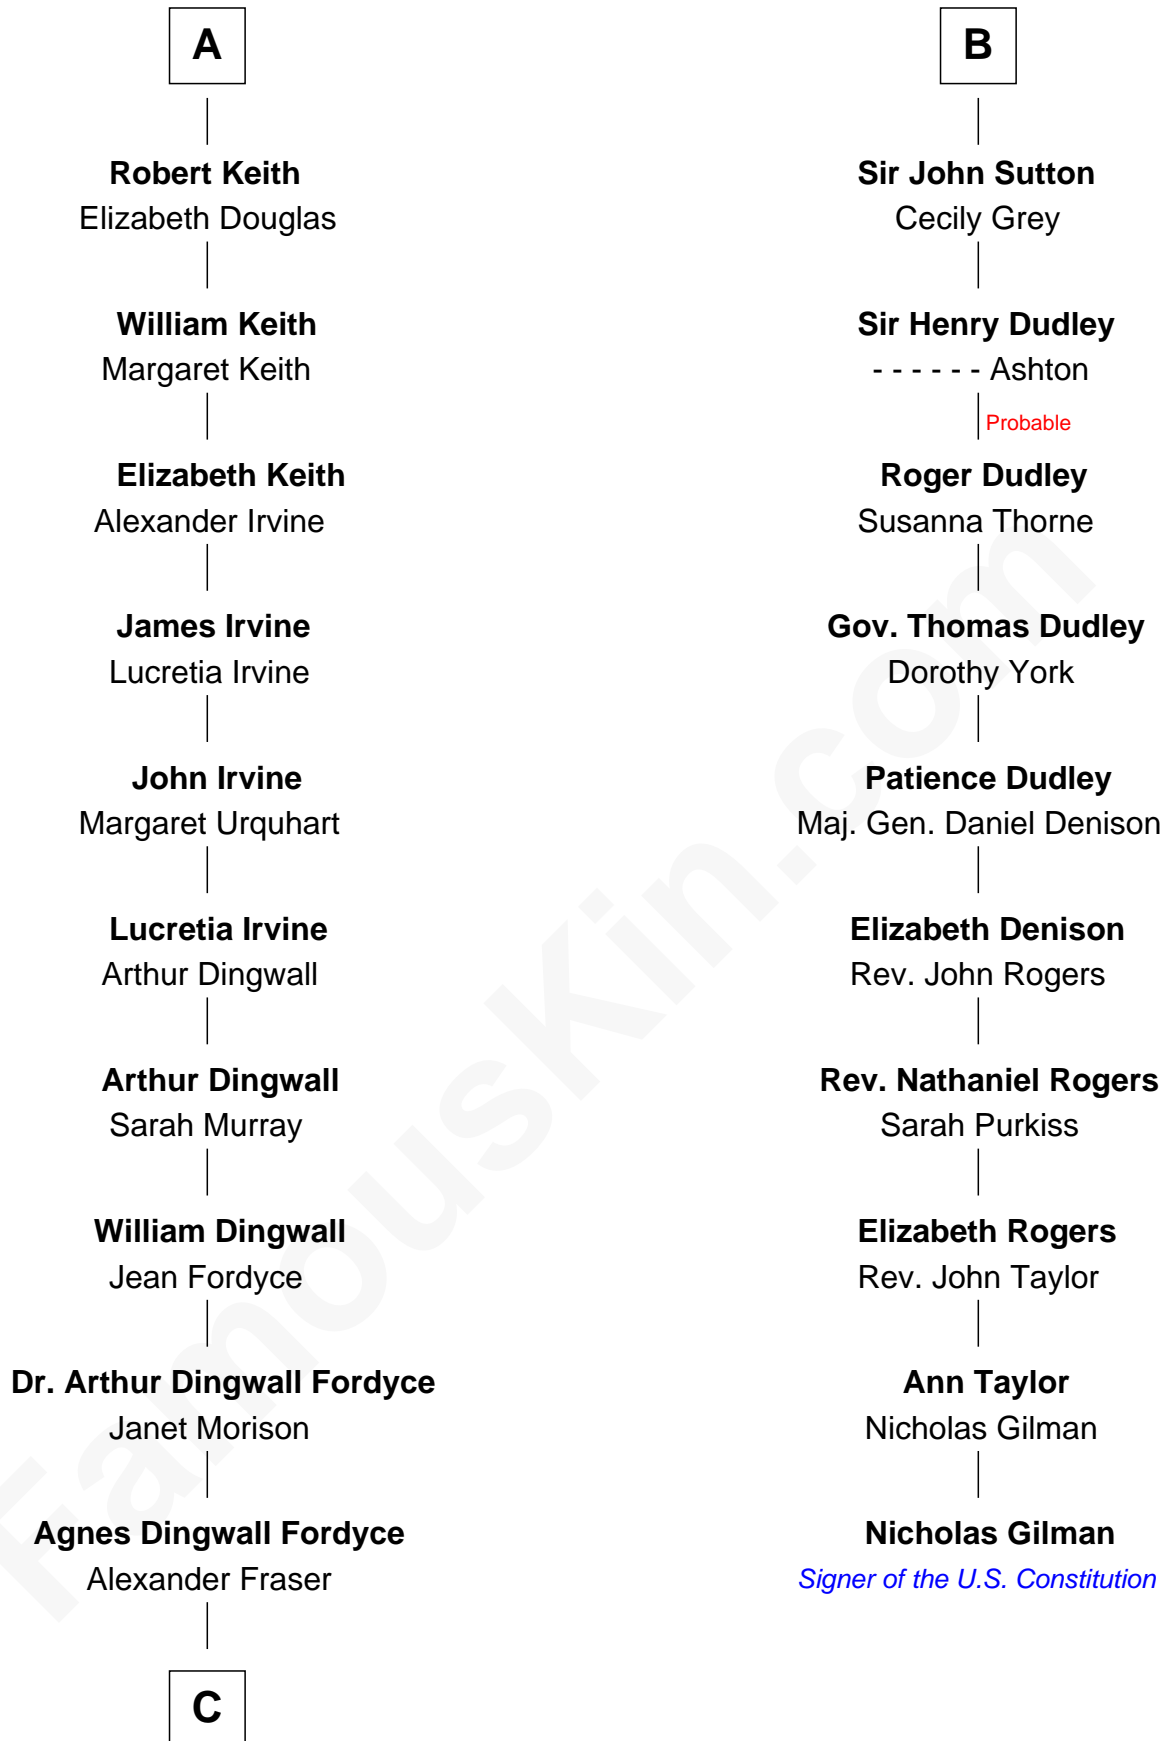 A
Robert Keith
Elizabeth Douglas
William Keith
Margaret Keith
Elizabeth Keith
Alexander Irvine
James Irvine
Lucretia Irvine
John Irvine
Margaret Urquhart
Lucretia Irvine
Arthur Dingwall
Arthur Dingwall
Sarah Murray
William Dingwall
Jean Fordyce
Dr. Arthur Dingwall Fordyce
Janet Morison
Agnes Dingwall Fordyce
Alexander Fraser
C
B
Sir John Sutton
Cecily Grey
Sir Henry Dudley
- - - - - - Ashton
Probable
Roger Dudley
Susanna Thorne
Gov. Thomas Dudley
Dorothy York
Patience Dudley
Maj. Gen. Daniel Denison
Elizabeth Denison
Rev. John Rogers
Rev. Nathaniel Rogers
Sarah Purkiss
Elizabeth Rogers
Rev. John Taylor
Ann Taylor
Nicholas Gilman
Nicholas Gilman
Signer of the U.S. Constitution
FamousKin.com